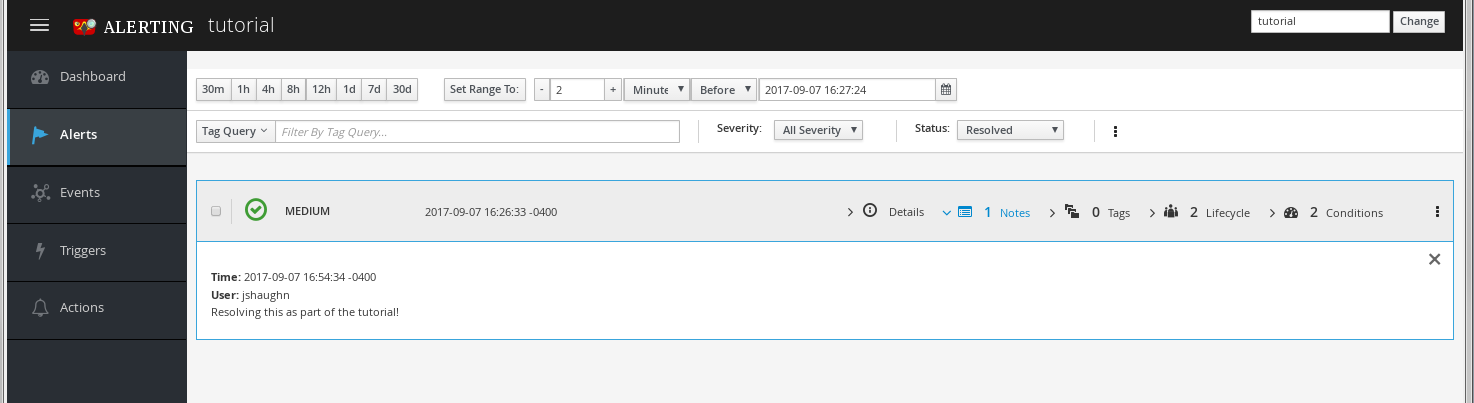 ALERTING tutorial
tutorial Change
Dashboard
Alerts
Events
Triggers
Actions
30m 1h 4h 8h 12h 1d 7d 30d Set Range To: - 2 + Minute Before 2017-09-07 16:27:24
Tag Query Filter By Tag Query... Severity: All Severity Status: Resolved
MEDIUM 2017-09-07 16:26:33 -0400 Details 1 Notes 0 Tags 2 Lifecycle 2 Conditions
Time: 2017-09-07 16:54:34 -0400
User: jshaughn
Resolving this as part of the tutorial!